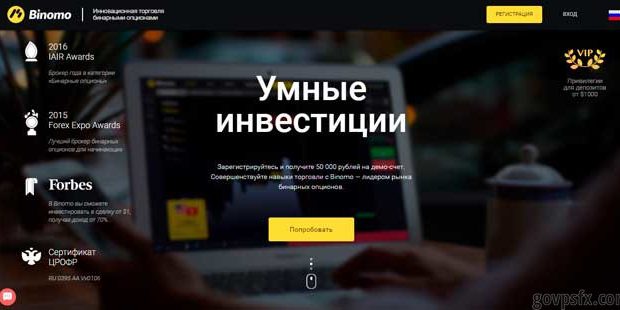 Binomo
Инновационная торговля
бинарными опционами
РЕГИСТРАЦИЯ
ВХОД
2016
IAIR Awards
Брокер года в категории
«Бинарные опционы»
2015
Forex Expo Awards
Лучший брокер бинарных
опционов для начинающих
Forbes
В Binomo вы сможете
инвестировать в сделку от $1,
получая доход от 70%
Сертификат
ЦРОФР
RU 0395 AA Vv0106
Умные
инвестиции
Зарегистрируйтесь и получите 50 000 рублей на демо-счет.
Совершенствуйте навыки торговли с Binomo — лидером рынка
бинарных опционов.
Попробовать
VIP
Привилегии
для депозитов
от $1000
govpsfx.com